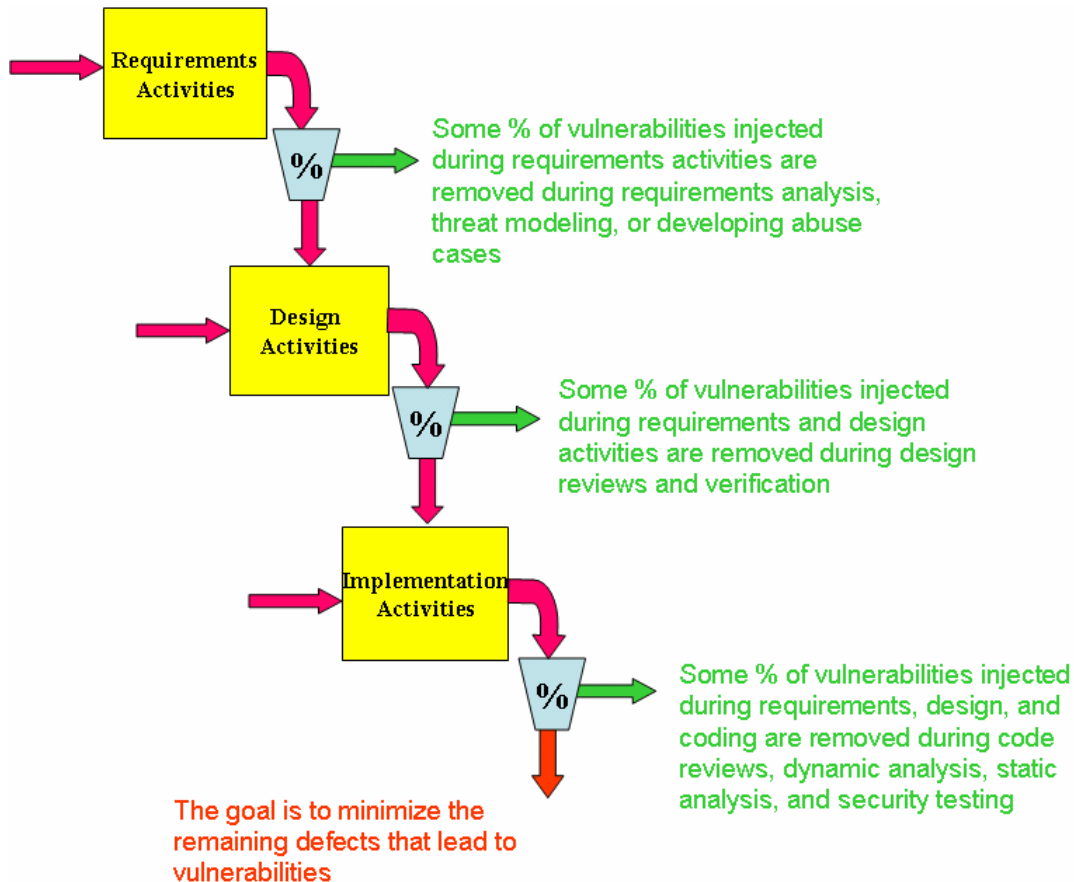 Requirements
Activities
%
Some % of vulnerabilities injected
during requirements activities are
removed during requirements analysis,
threat modeling, or developing abuse
cases
Design
Activities
%
Some % of vulnerabilities injected
during requirements and design
activities are removed during design
reviews and verification
Implementation
Activities
%
Some % of vulnerabilities injected
during requirements, design, and
coding are removed during code
reviews, dynamic analysis, static
analysis, and security testing
The goal is to minimize the
remaining defects that lead to
vulnerabilities